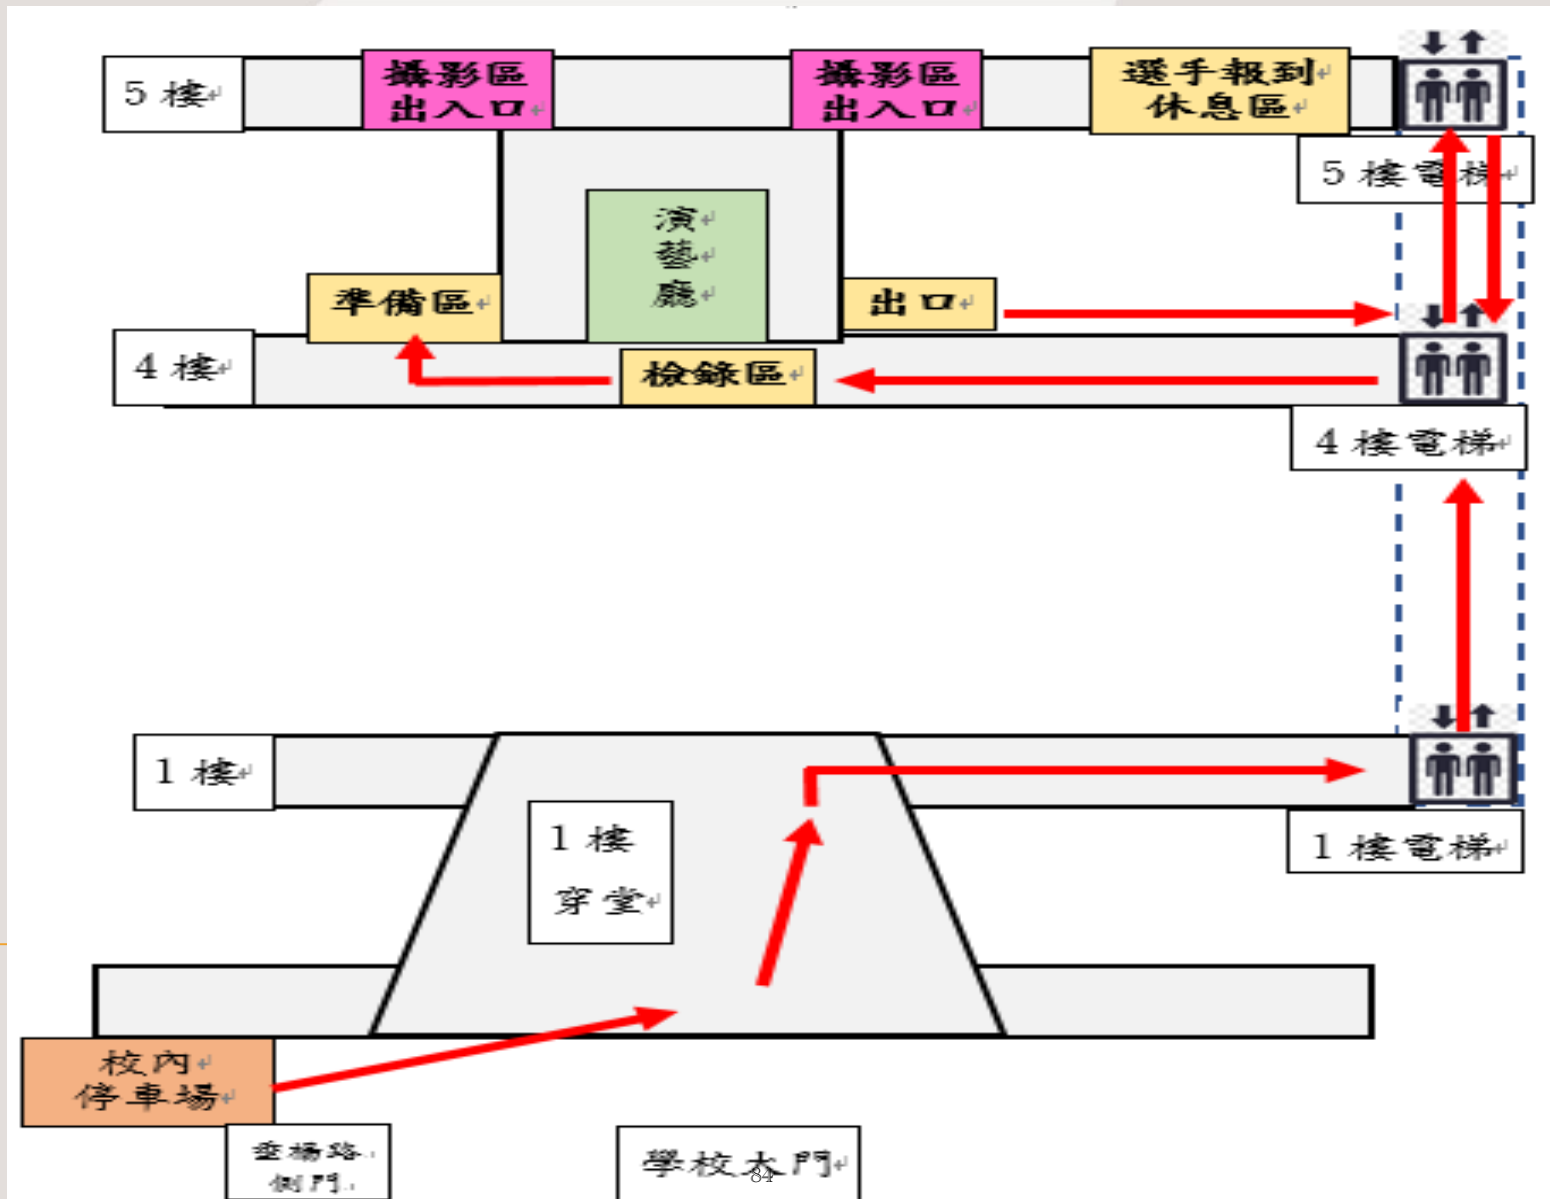 5 樓
攝影區
出入口
攝影區
出入口
選手報到
休息區
5 樓電梯
演
藝
廳
準備區
出口
4 樓
檢錄區
4 樓電梯
1 樓
1 樓
穿堂
1 樓電梯
校內
停車場
垂楊路
側門
學校大門
84